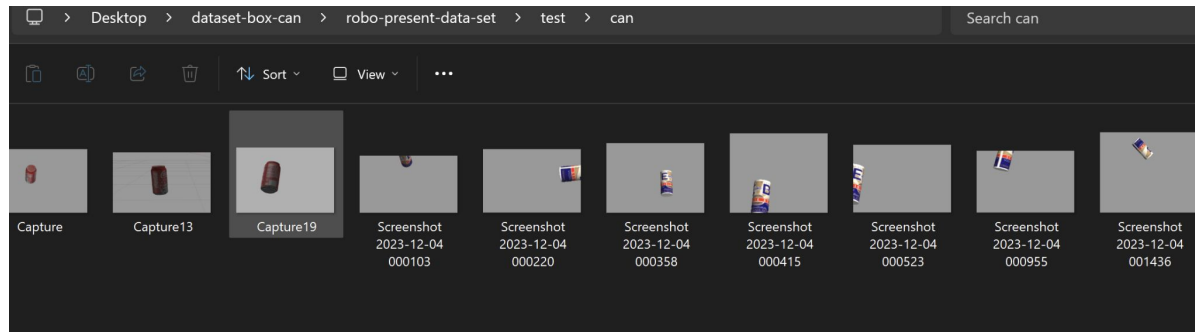 Desktop > dataset-box-can > robo-present-data-set > test > can
Search can
Sort
View
Capture
Capture13
Capture19
Screenshot
2023-12-04
000103
Screenshot
2023-12-04
000220
Screenshot
2023-12-04
000358
Screenshot
2023-12-04
000415
Screenshot
2023-12-04
000523
Screenshot
2023-12-04
000955
Screenshot
2023-12-04
001436